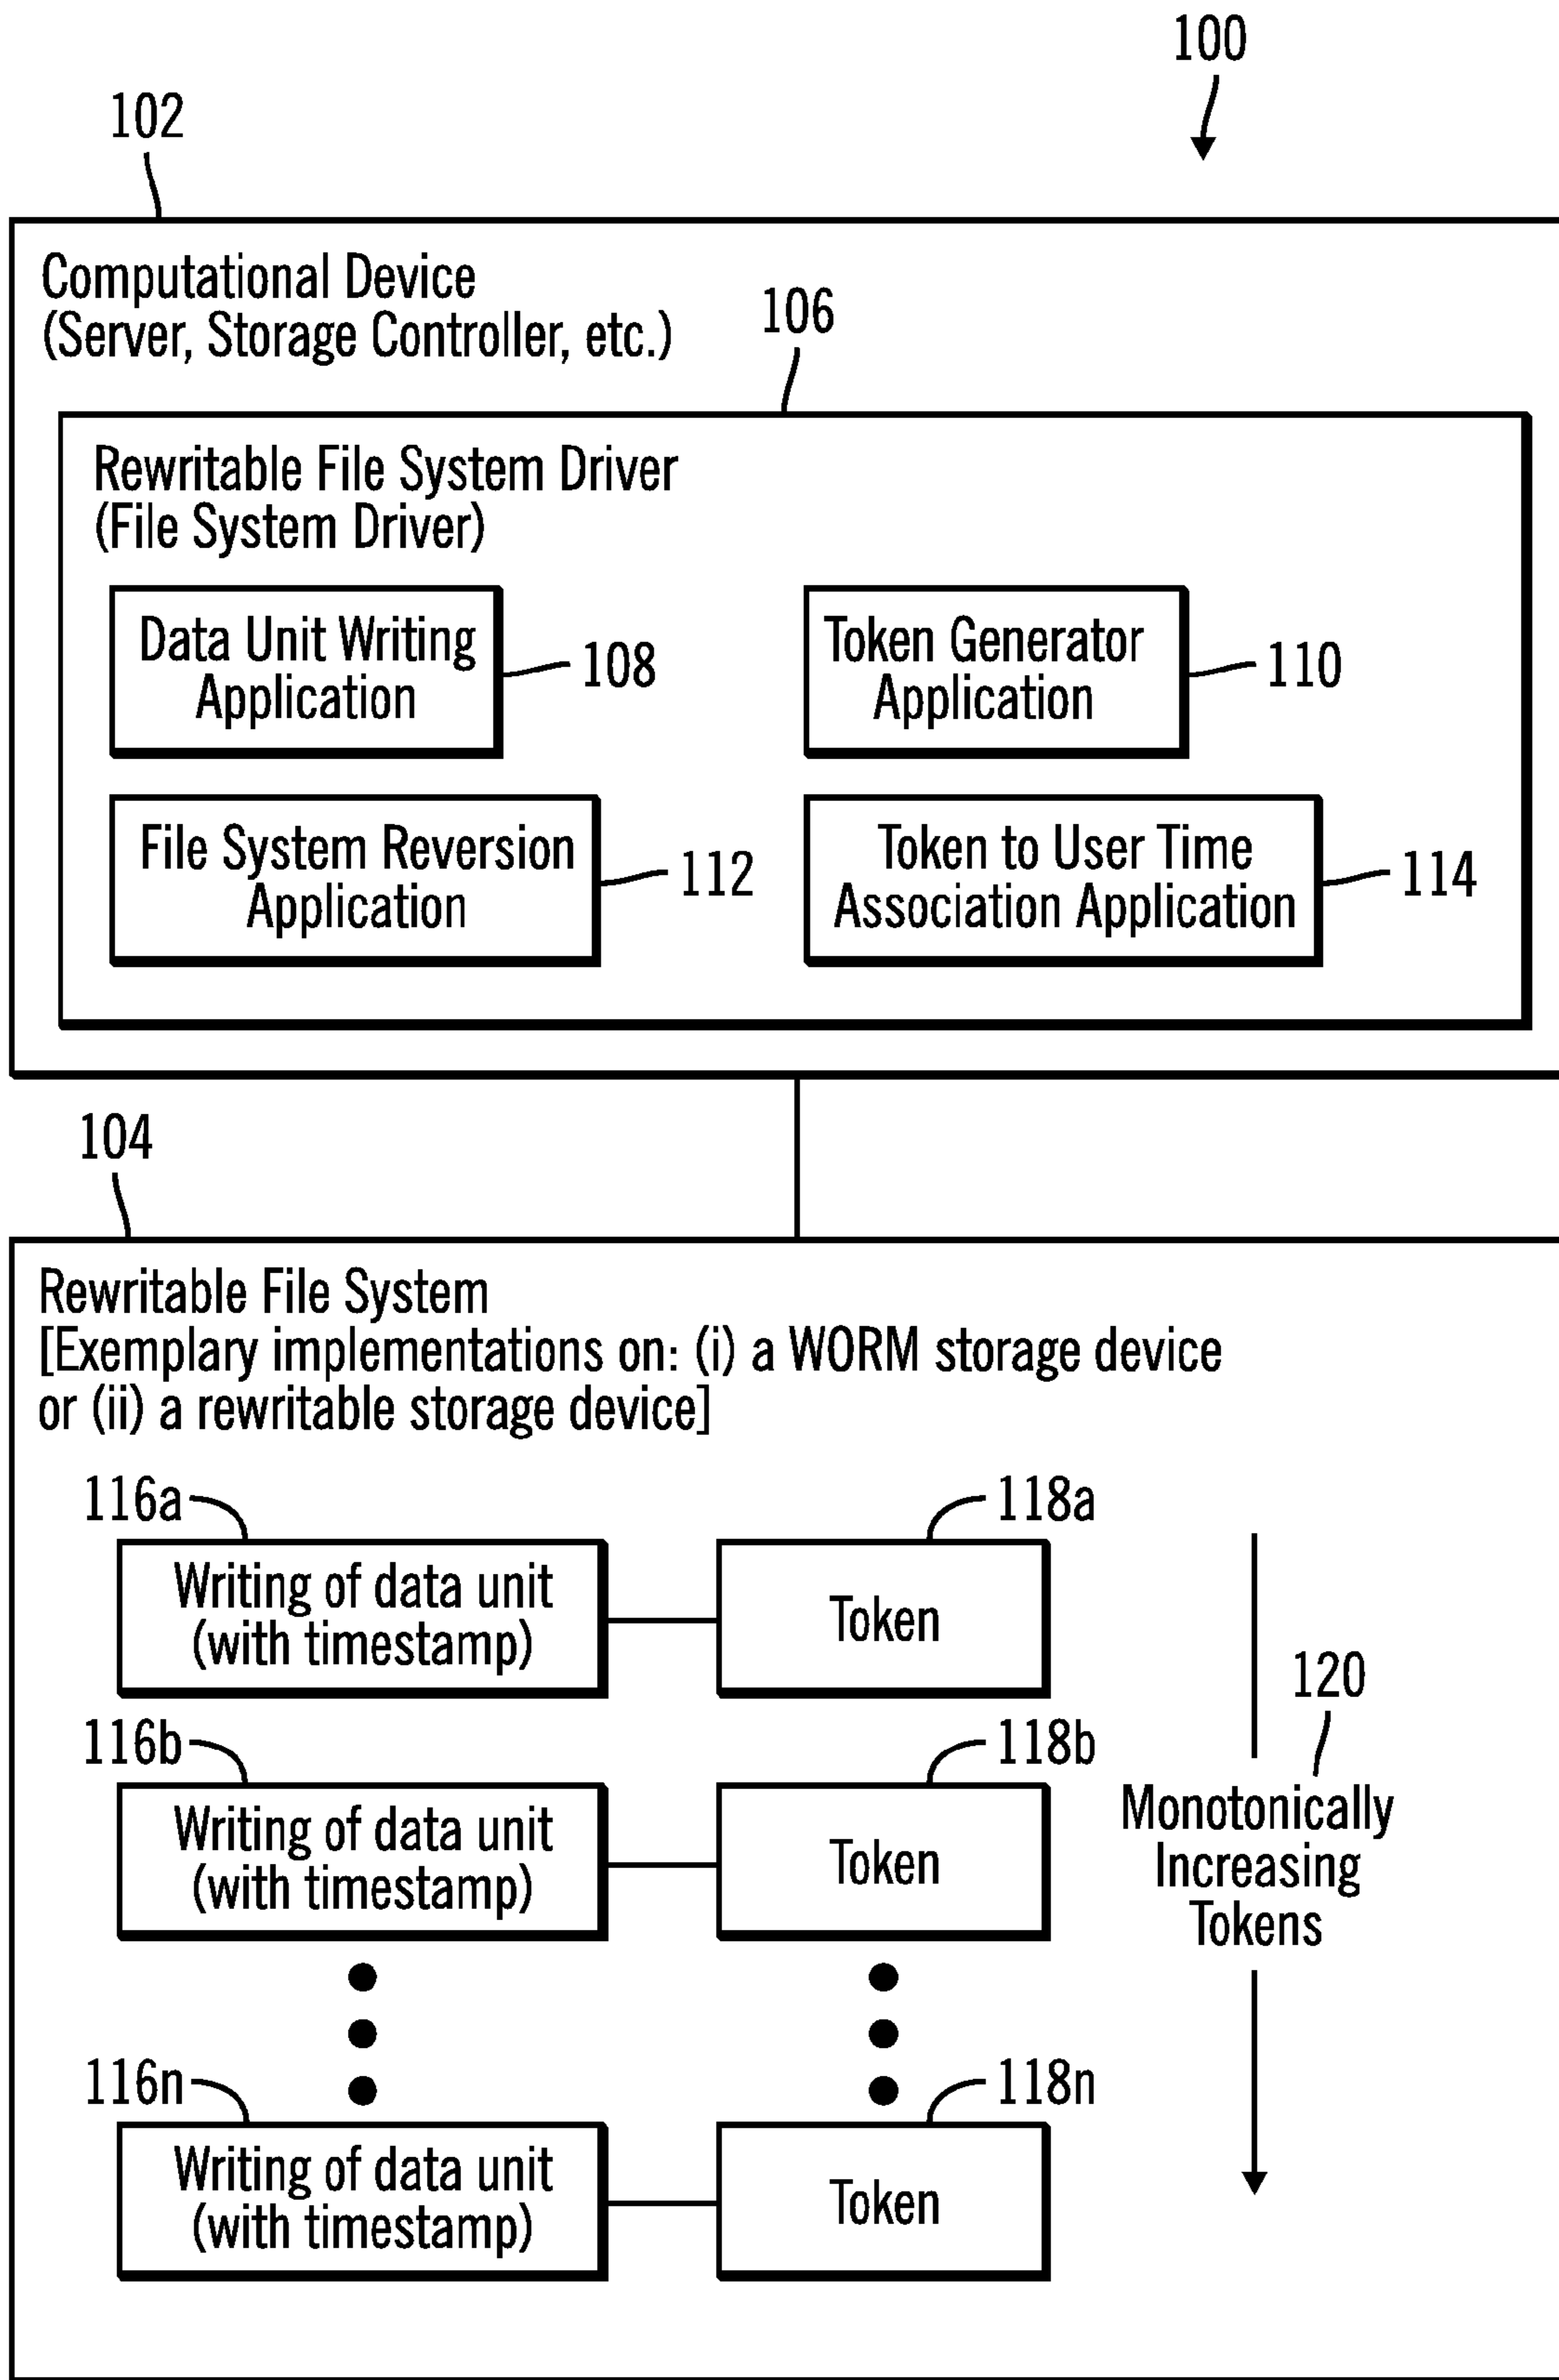 100
102
Computational Device
(Server, Storage Controller, etc.)
106
Rewritable File System Driver
(File System Driver)
Data Unit Writing
Application
108
Token Generator
Application
110
File System Reversion
Application
112
Token to User Time
Association Application
114
104
Rewritable File System
[Exemplary implementations on: (i) a WORM storage device
or (ii) a rewritable storage device]
116a
118a
Writing of data unit
(with timestamp)
Token
120
116b
118b
Writing of data unit
(with timestamp)
Token
Monotonically
Increasing
Tokens
116n
118n
Writing of data unit
(with timestamp)
Token